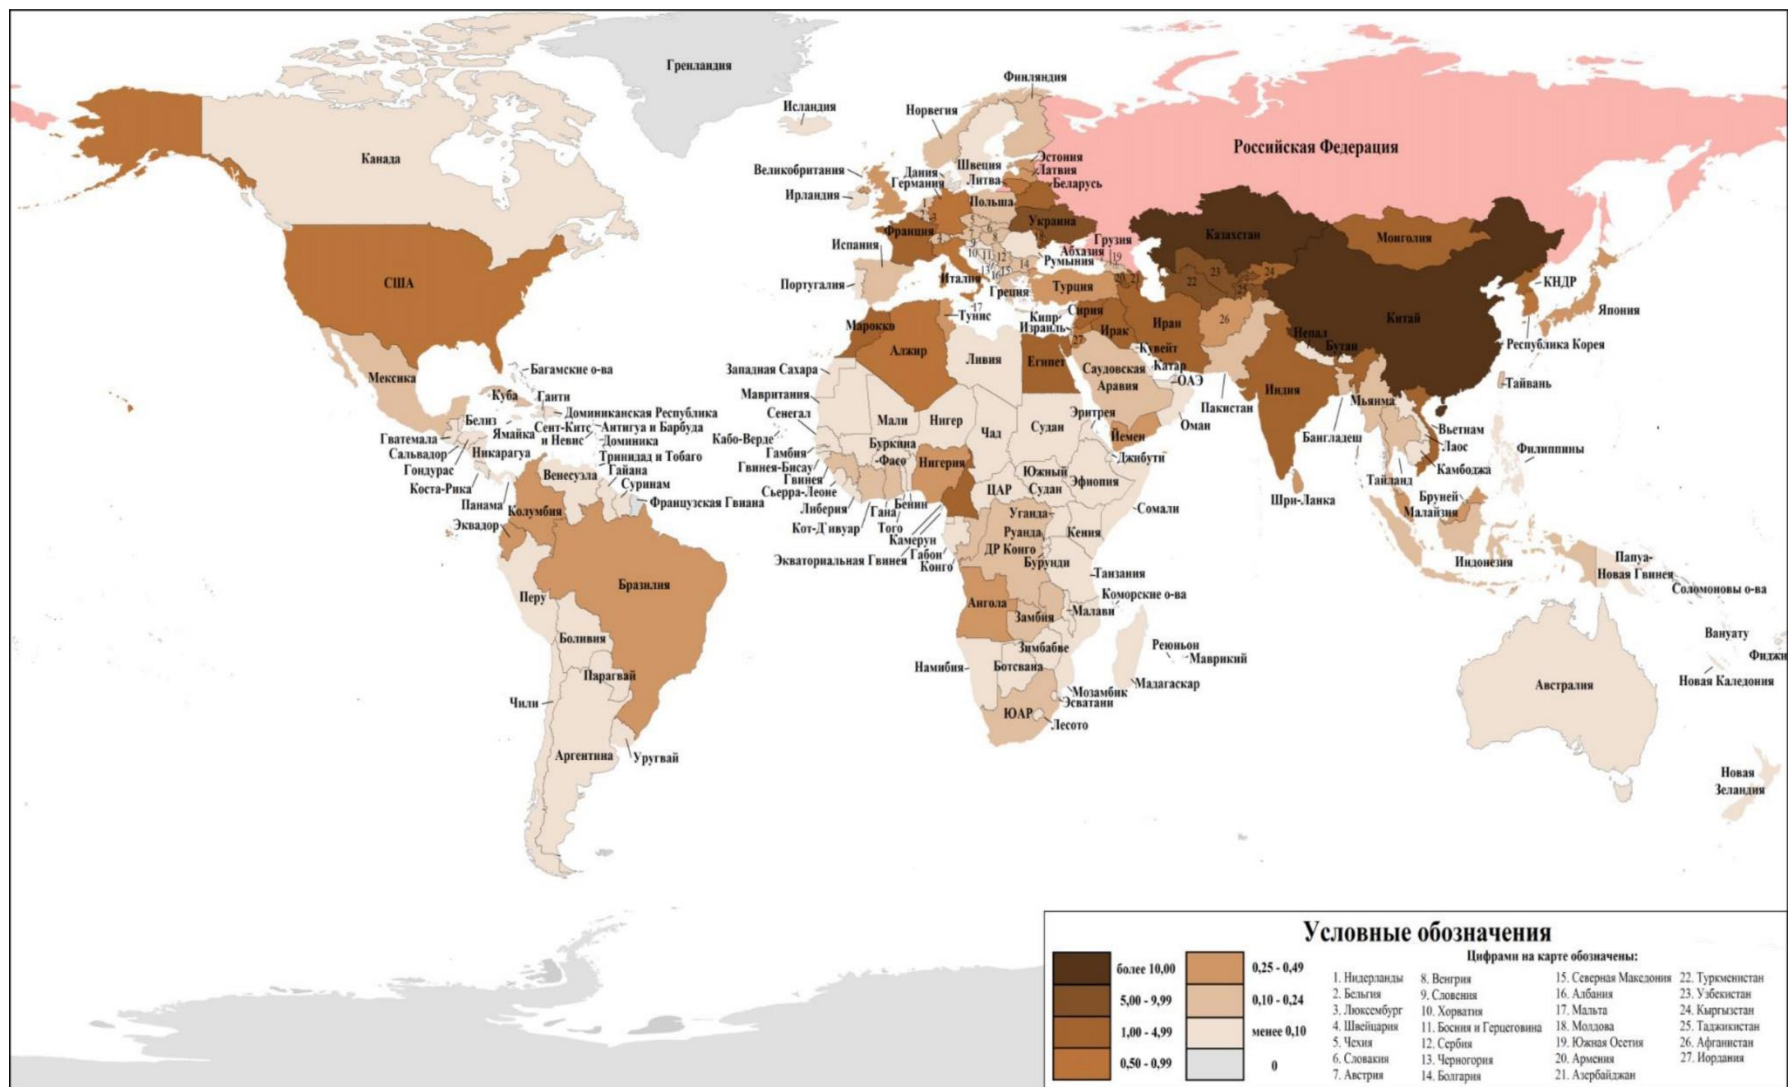 Гренландия
Финляндия
Исландия
Норвегия
Российская Федерация
Канада
Великобритания
Дания
Швеция
Эстония
Латвия
Германия
Литва
Беларусь
Ирландия
Польша
Украина
Франция
Казахстан
Монголия
Испания
Грузия
Абхазия
Румыния
США
Италия
КНДР
Португалия
Греция
Турция
Китай
Япония
Тунис
Кипр
Сирия
Израиль
Марокко
Ирак
Иран
Непал
Бутан
Республика Корея
Алжир
Ливия
Египет
Кувейт
Катар
Саудовская
Аравия
ОАЭ
Индия
Тайвань
Мексика
Багамские о-ва
Западная Сахара
Пакистан
Мьянма
Куба
Гаити
Мавритания
Белиз
Доминиканская Республика
Сент-Китс
и Невис
Антигуа и Барбуда
Ямайка
Доминика
Сенегал
Мали
Нигер
Чад
Судан
Эритрея
Оман
Бангладеш
Вьетнам
Лаос
Гватемала
Сальвадор
Никарагуа
Тринидад и Тобаго
Кабо-Верде
Буркина
-Фасо
Йемен
Филиппины
Гондурас
Гайана
Гамбия
Гвинея-Бисау
Нигерия
Джибути
Камбоджа
Коста-Рика
Венесуэла
Суринам
Гвинея
Южный
Судан
Эфиопия
Таиланд
Панама
Французская Гвиана
Сьерра-Леоне
ЦАР
Шри-Ланка
Бруней
Колумбия
Либерия
Гана
Бенин
Сомали
Малайзия
Эквадор
Кот-Д`ивуар
Того
Уганда
Камерун
Руанда
Кения
Экваториальная Гвинея
Габон
ДР Конго
Конго
Бурунди
Индонезия
Папуа-
Новая Гвинея
Бразилия
Танзания
Соломоновы о-ва
Перу
Ангола
Коморские о-ва
Замбия
Малави
Боливия
Зимбабве
Реюньон
Вануату
Парагвай
Намибия
Ботсвана
Маврикий
Фиджи
Мозамбик
Мадагаскар
Новая Каледония
Чили
Эсватани
Австралия
ЮАР
Лесото
Аргентина
Уругвай
Новая
Зеландия
Условные обозначения
Цифрами на карте обозначены:
более 10,00
5,00 - 9,99
1,00 - 4,99
0,50 - 0,99
0,25 - 0,49
0,10 - 0,24
менее 0,10
0
1. Нидерланды
2. Бельгия
3. Люксембург
4. Швейцария
5. Чехия
6. Словакия
7. Австрия
8. Венгрия
9. Словения
10. Хорватия
11. Босния и Герцеговина
12. Сербия
13. Черногория
14. Болгария
15. Северная Македония
16. Албания
17. Мальта
18. Молдова
19. Южная Осетия
20. Армения
21. Азербайджан
22. Туркменистан
23. Узбекистан
24. Кыргызстан
25. Таджикистан
26. Афганистан
27. Иордания